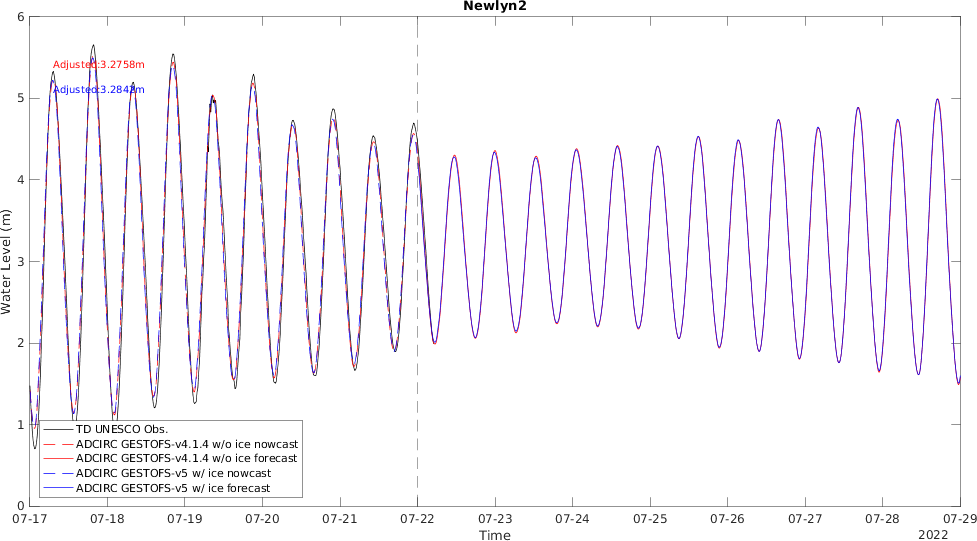 Newlyn2
6
5
4
3
2
1
0
Water Level (m)
Adjusted:3.2758m
Adjusted:3.2842m
TD UNESCO Obs.
ADCIRC GESTOFS-v4.1.4 w/o ice nowcast
ADCIRC GESTOFS-v4.1.4 w/o ice forecast
ADCIRC GESTOFS-v5 w/ ice nowcast
ADCIRC GESTOFS-v5 w/ ice forecast
07-17 07-18 07-19 07-20 07-21 07-22 07-23 07-24 07-25 07-26 07-27 07-28 07-29
Time
2022